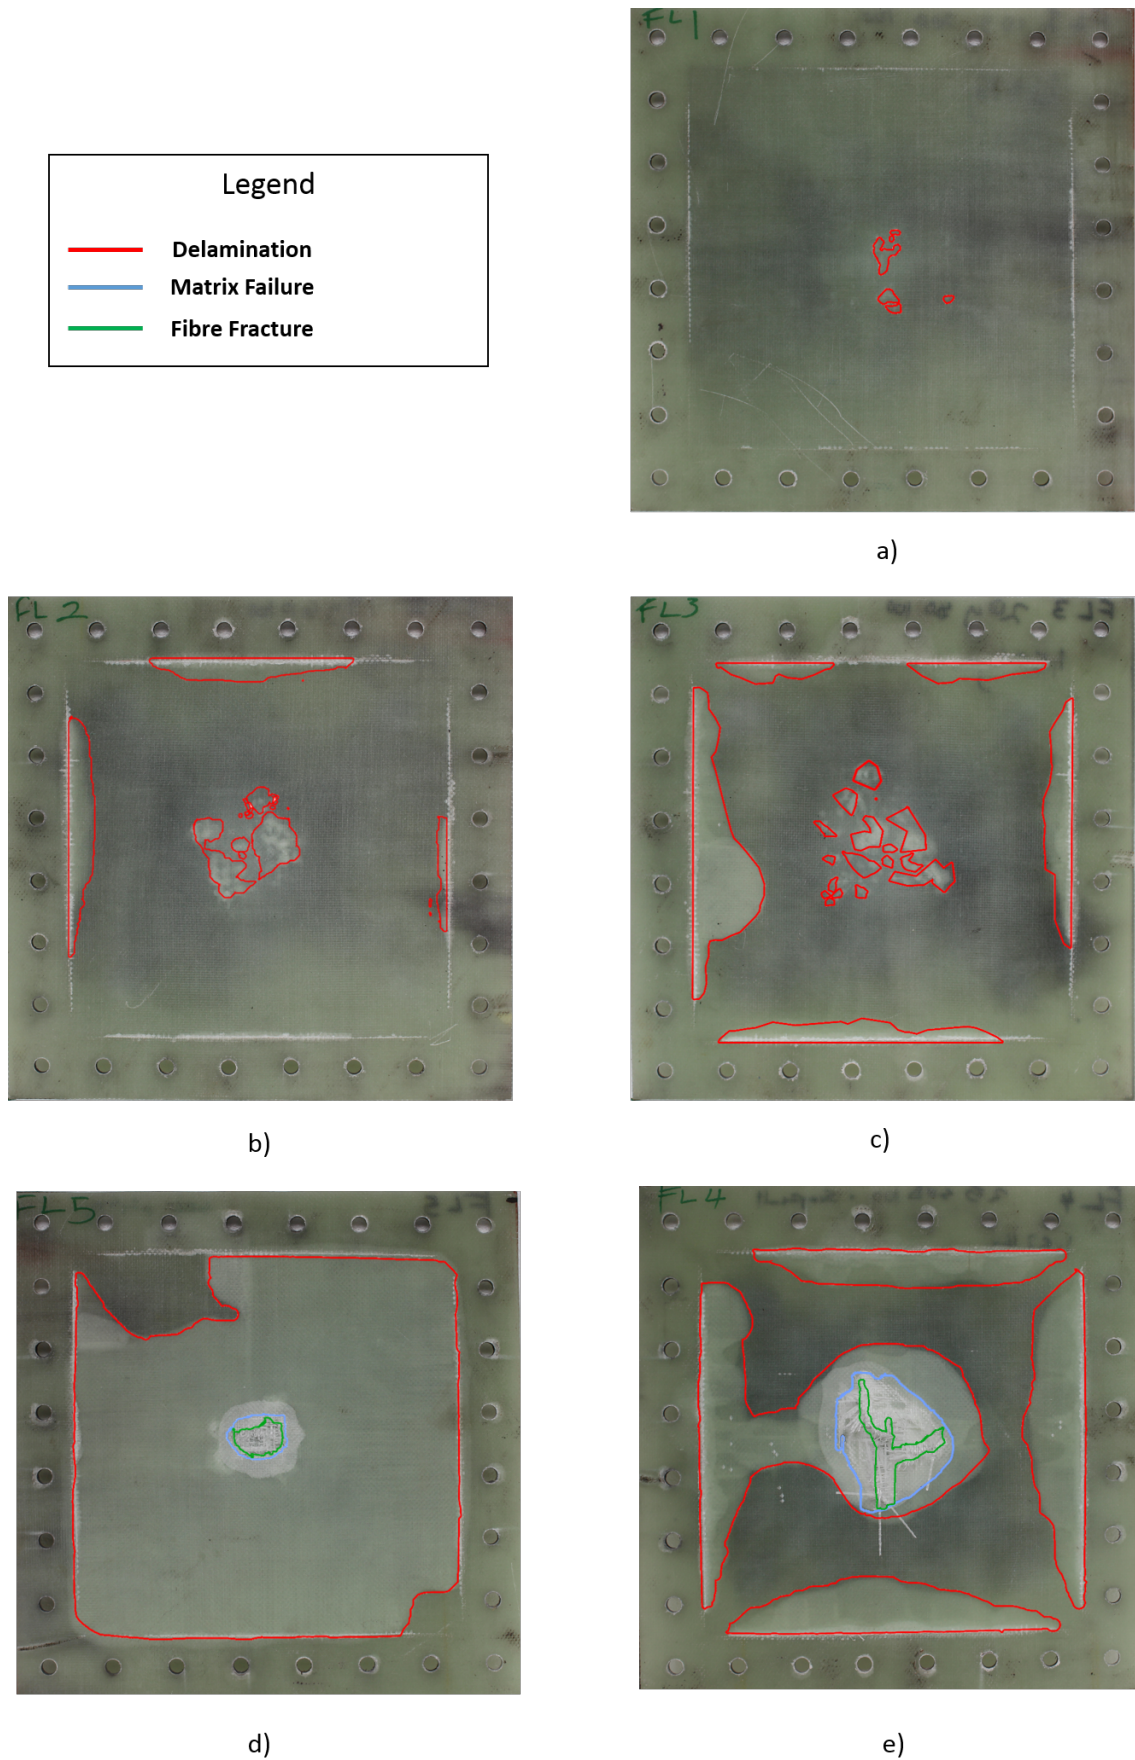 FL1
Legend
Delamination
Matrix Failure
Fibre Fracture
a)
FL2
FL3
b)
c)
FL5
FL4
d)
e)